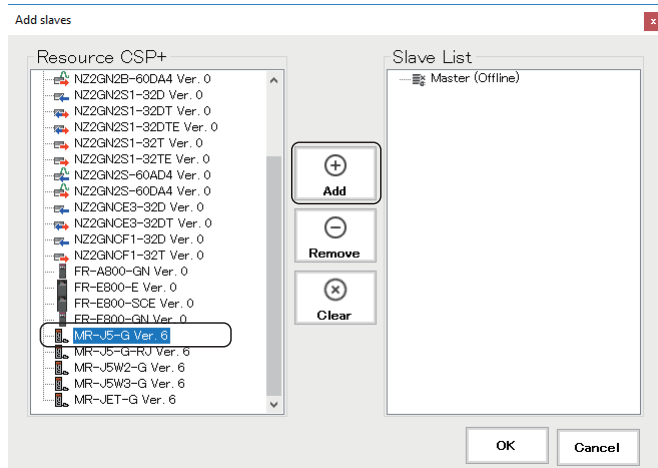 Add slaves
x
Resource CSP+
NZ2GN2B-60DA4 Ver. 0
NZ2GN2S1-32D Ver. 0
NZ2GN2S1-32DT Ver. 0
NZ2GN2S1-32DTE Ver. 0
NZ2GN2S1-32T Ver. 0
NZ2GN2S1-32TE Ver. 0
NZ2GN2S-60AD4 Ver. 0
NZ2GN2S-60DA4 Ver. 0
NZ2GNCE3-32D Ver. 0
NZ2GNCE3-32DT Ver. 0
NZ2GNCF1-32D Ver. 0
NZ2GNCF1-32T Ver. 0
FR-A800-GN Ver. 0
FR-E800-E Ver. 0
FR-E800-SCE Ver. 0
FR-E800-GN Ver. 0
MR-J5-G Ver. 6
MR-J5-G-RJ Ver. 6
MR-J5W2-G Ver. 6
MR-J5W3-G Ver. 6
MR-JET-G Ver. 6
Add
Remove
Clear
Slave List
Master (Offline)
OK
Cancel